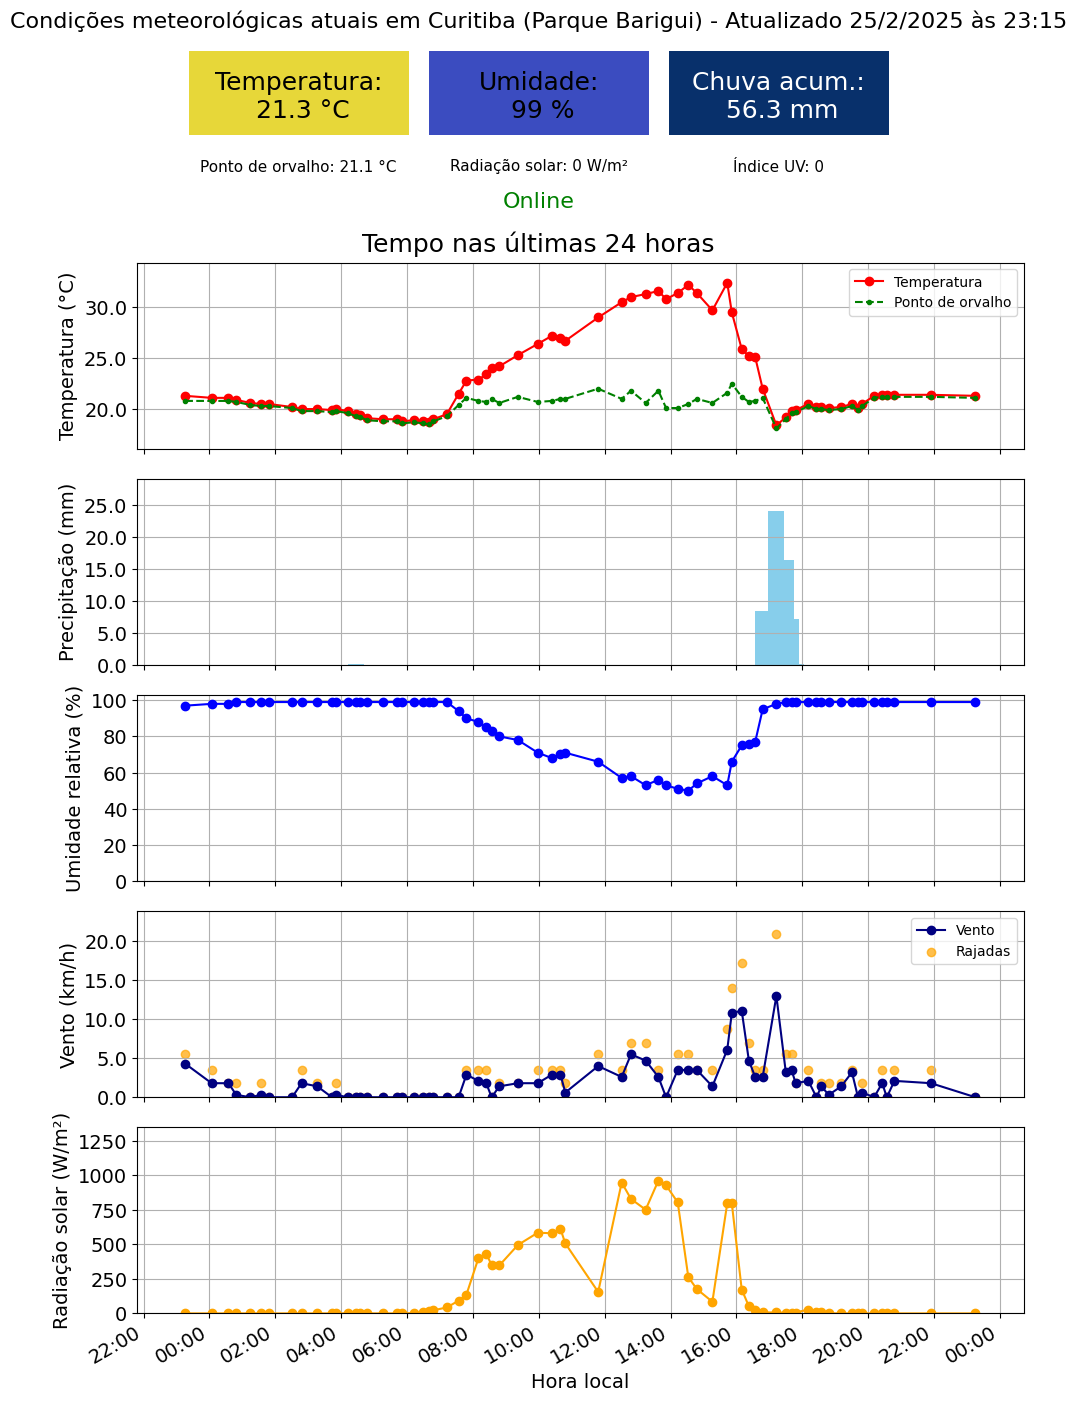 Condições meteorológicas atuais em Curitiba (Parque Barigui) - Atualizado 25/2/2025 às 23:15
Temperatura:
21.3 °C
Umidade:
99 %
Chuva acum.:
56.3 mm
Ponto de orvalho: 21.1 °C
Radiação solar: 0 W/m²
Índice UV: 0
Online
Tempo nas últimas 24 horas
Temperatura (°C)
30.0
25.0
20.0
Temperatura
Ponto de orvalho
Precipitação (mm)
25.0
20.0
15.0
10.0
5.0
0.0
Umidade relativa (%)
100
80
60
40
20
0
Vento (km/h)
20.0
15.0
10.0
5.0
0.0
Vento
Rajadas
Radiação solar (W/m²)
1250
1000
750
500
250
0
22:00
00:00
02:00
04:00
06:00
08:00
10:00
12:00
14:00
16:00
18:00
20:00
22:00
00:00
Hora local